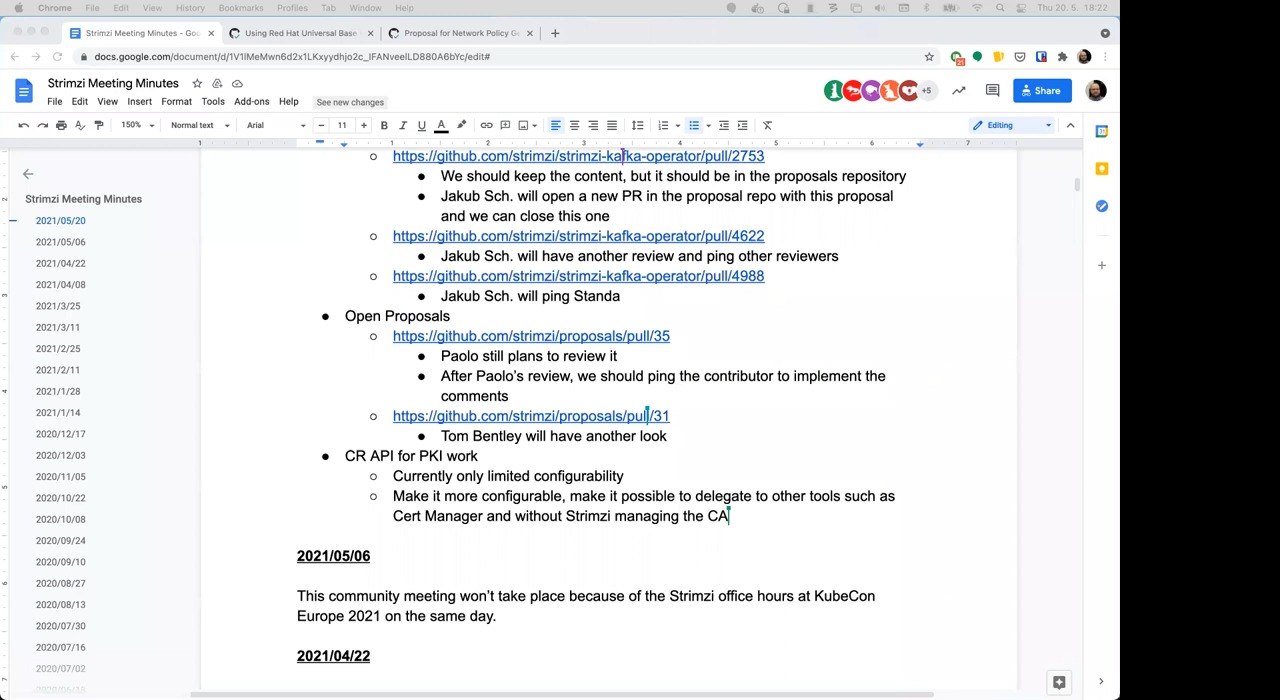 Chrome File Edit View History Bookmarks Profiles Tab Window Help Thu 20. 5. 18:22
Strimzi Meeting Minutes - Goo Using Red Hat Universal Base Proposal for Network Policy Ge
docs.google.com/document/d/1V1lMeMwn6d2x1LKxyydhjo2c_IFANveelLD880A6bYc/edit#
21
Strimzi Meeting Minutes
File Edit View Insert Format Tools Add-ons Help See new changes
+5
Share
150% Normal text Arial 11 Editing
1 1 2 3 4 5 6 7
Strimzi Meeting Minutes
2021/05/20
2021/05/06
2021/04/22
2021/04/08
2021/3/25
2021/3/11
2021/2/25
2021/2/11
2021/1/28
2021/1/14
2020/12/17
2020/12/03
2020/11/05
2020/10/22
2020/10/08
2020/09/24
2020/09/10
2020/08/27
2020/08/13
2020/07/30
2020/07/16
2020/07/02
2020/06/18
https://github.com/strimzi/strimzi-kafka-operator/pull/2753
We should keep the content, but it should be in the proposals repository
Jakub Sch. will open a new PR in the proposal repo with this proposal
and we can close this one
https://github.com/strimzi/strimzi-kafka-operator/pull/4622
Jakub Sch. will have another review and ping other reviewers
https://github.com/strimzi/strimzi-kafka-operator/pull/4988
Jakub Sch. will ping Standa
Open Proposals
https://github.com/strimzi/proposals/pull/35
Paolo still plans to review it
After Paolo's review, we should ping the contributor to implement the
comments
https://github.com/strimzi/proposals/pull/31
Tom Bentley will have another look
CR API for PKI work
Currently only limited configurability
Make it more configurable, make it possible to delegate to other tools such as
Cert Manager and without Strimzi managing the CA
2021/05/06
This community meeting won't take place because of the Strimzi office hours at KubeCon
Europe 2021 on the same day.
2021/04/22